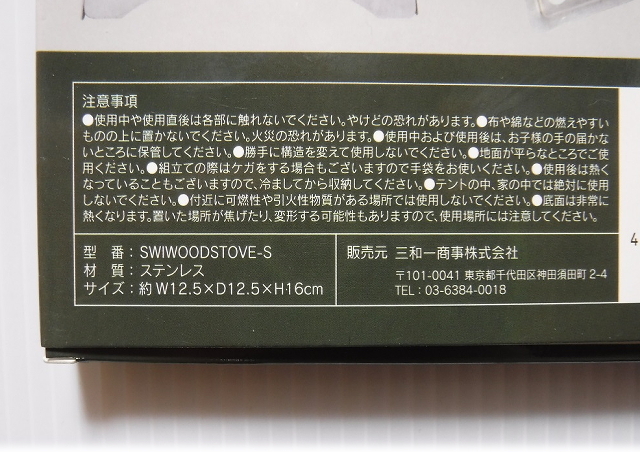 注意事項
●使用中や使用直後は各部に触れないでください。やけどの恐れがあります。●布や綿などの燃えやすい
ものの上に置かないでください。火災の恐れがあります。●使用中および使用後は、お子様の手の届かな
いところに保管してください。●勝手に構造を変えて使用しないでください。●地面が平らなところでご使
用ください。●組立ての際はケガをする場合もございますので手袋をお使いください。●使用後は熱く
なっていることもございますので、冷ましてから収納してください。●テントの中、家の中では絶対に使用
しないでください。●付近に可燃物や引火性物質がある場所では使用しないでください。●底面は非常に
熱くなります。置いた場所が焦げたり、変形する可能性もありますので、使用場所には注意してください。
型　番：SWIWOODSTOVE-S
材　質：ステンレス
サイズ：約 W12.5×D12.5×H16cm
販売元 三和一商事株式会社
〒101-0041 東京都千代田区神田須田町 2-4
TEL：03-6384-0018
4